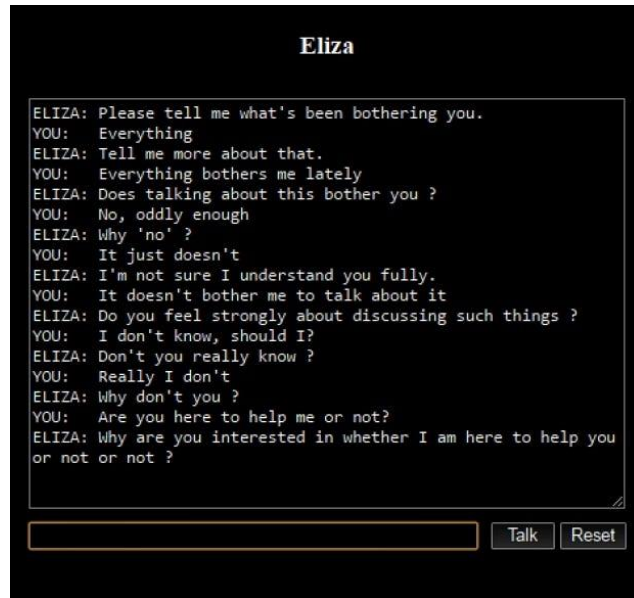 Eliza
ELIZA: Please tell me what's been bothering you.
YOU:   Everything
ELIZA: Tell me more about that.
YOU:   Everything bothers me lately
ELIZA: Does talking about this bother you ?
YOU:   No, oddly enough
ELIZA: Why 'no' ?
YOU:   It just doesn't
ELIZA: I'm not sure I understand you fully.
YOU:   It doesn't bother me to talk about it
ELIZA: Do you feel strongly about discussing such things ?
YOU:   I don't know, should I?
ELIZA: Don't you really know ?
YOU:   Really I don't
ELIZA: Why don't you ?
YOU:   Are you here to help me or not?
ELIZA: Why are you interested in whether I am here to help you
or not or not ?
Talk Reset